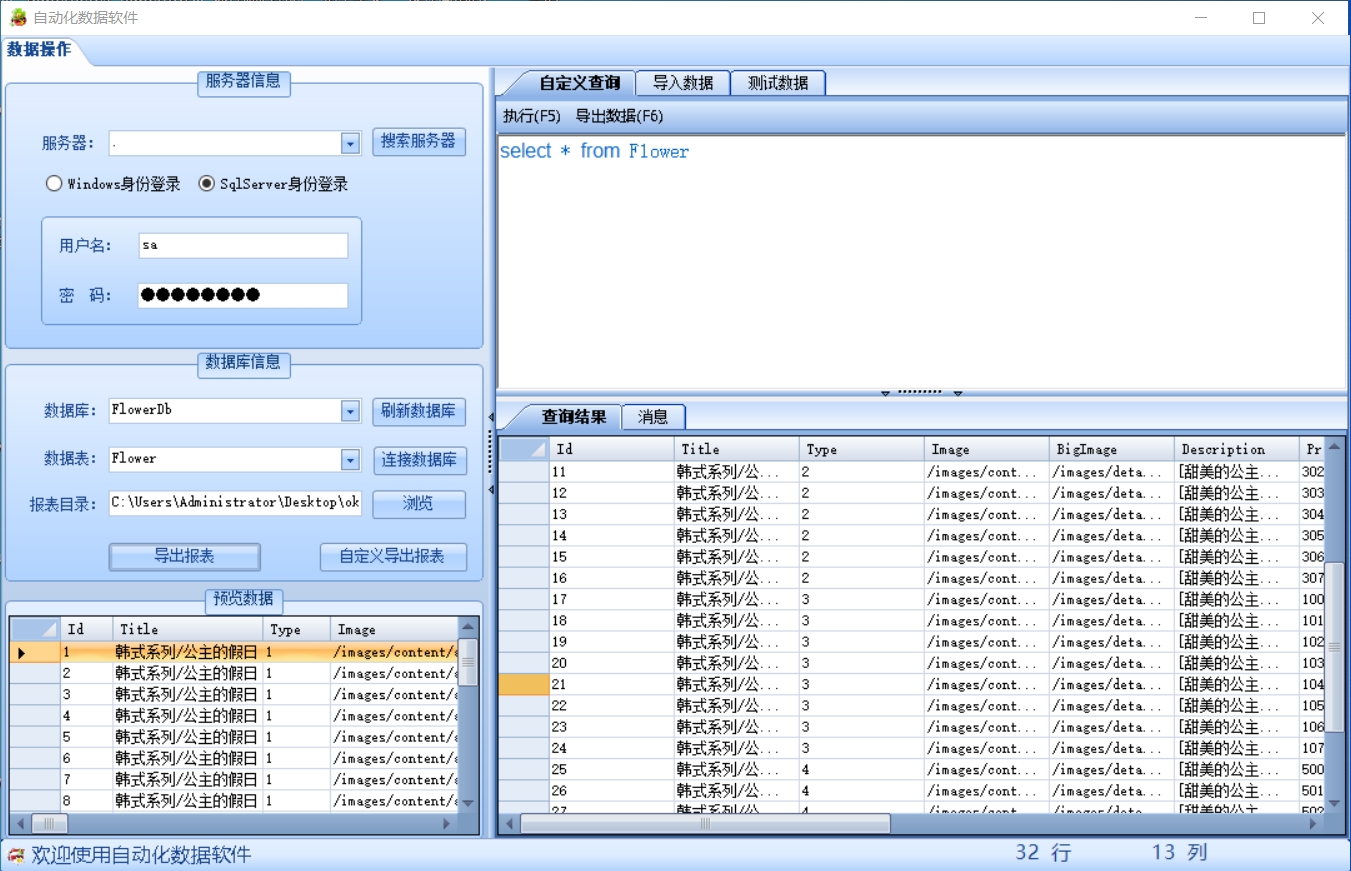 自动化数据软件
数据操作
服务器信息
服务器： . 搜索服务器
Windows身份登录 SqlServer身份登录
用户名： sa
密 码： ●●●●●●●●
数据库信息
数据库： FlowerDb 刷新数据库
数据表： Flower 连接数据库
报表目录： C:\Users\Administrator\Desktop\ok 浏览
导出报表 自定义导出报表
预览数据
Id Title Type Image
1 韩式系列/公主的假日 1 /images/content/
2 韩式系列/公主的假日 1 /images/content/
3 韩式系列/公主的假日 1 /images/content/
4 韩式系列/公主的假日 1 /images/content/
5 韩式系列/公主的假日 1 /images/content/
6 韩式系列/公主的假日 1 /images/content/
7 韩式系列/公主的假日 1 /images/content/
8 韩式系列/公主的假日 1 /images/content/
自定义查询 导入数据 测试数据
执行(F5) 导出数据(F6)
select * from Flower
查询结果 消息
Id Title Type Image BigImage Description Pr
11 韩式系列/公... 2 /images/cont... /images/deta... [甜美的公主... 302
12 韩式系列/公... 2 /images/cont... /images/deta... [甜美的公主... 303
13 韩式系列/公... 2 /images/cont... /images/deta... [甜美的公主... 304
14 韩式系列/公... 2 /images/cont... /images/deta... [甜美的公主... 305
15 韩式系列/公... 2 /images/cont... /images/deta... [甜美的公主... 306
16 韩式系列/公... 2 /images/cont... /images/deta... [甜美的公主... 307
17 韩式系列/公... 3 /images/cont... /images/deta... [甜美的公主... 100
18 韩式系列/公... 3 /images/cont... /images/deta... [甜美的公主... 101
19 韩式系列/公... 3 /images/cont... /images/deta... [甜美的公主... 102
20 韩式系列/公... 3 /images/cont... /images/deta... [甜美的公主... 103
21 韩式系列/公... 3 /images/cont... /images/deta... [甜美的公主... 104
22 韩式系列/公... 3 /images/cont... /images/deta... [甜美的公主... 105
23 韩式系列/公... 3 /images/cont... /images/deta... [甜美的公主... 106
24 韩式系列/公... 3 /images/cont... /images/deta... [甜美的公主... 107
25 韩式系列/公... 4 /images/cont... /images/deta... [甜美的公主... 500
26 韩式系列/公... 4 /images/cont... /images/deta... [甜美的公主... 501
27 韩式系列/公... 4 /images/cont... /images/deta... [甜美的公主... 502
欢迎使用自动化数据软件 32 行 13 列